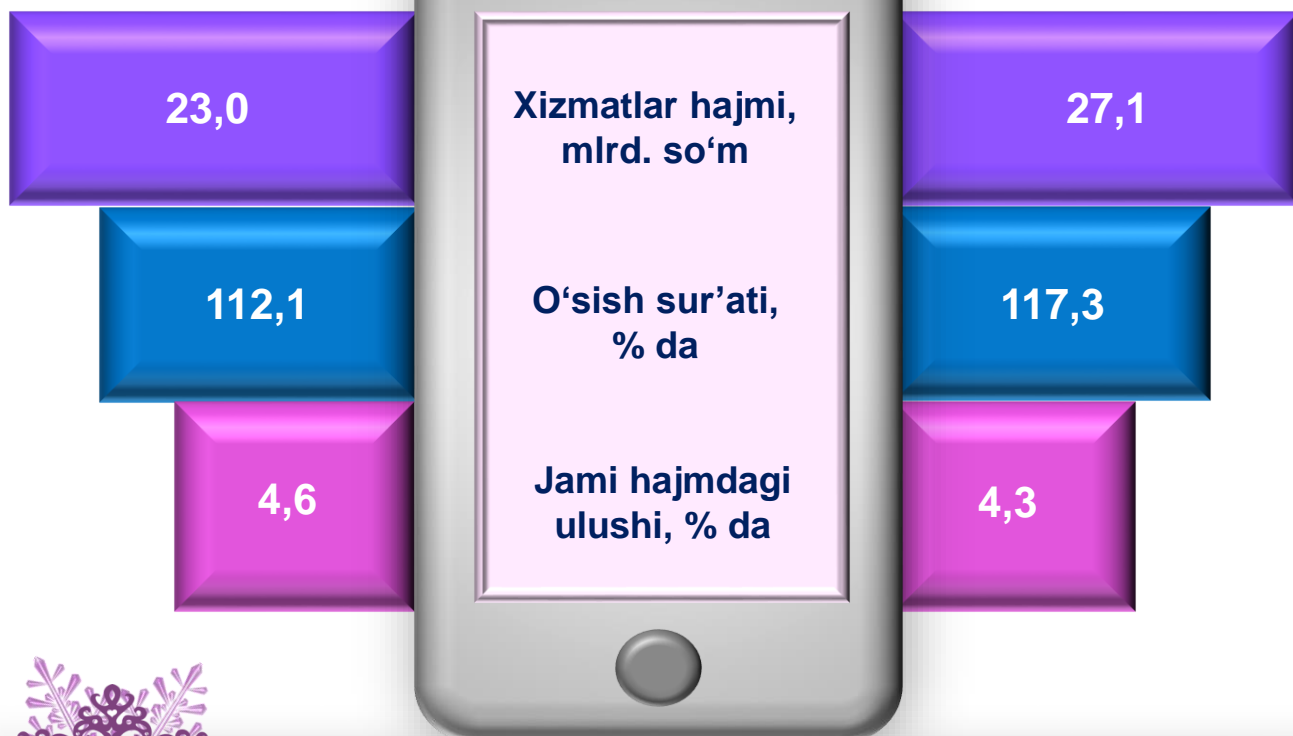 23,0
Xizmatlar hajmi,
mlrd. so‘m
27,1
112,1
O‘sish sur’ati,
% da
117,3
4,6
Jami hajmdagi
ulushi, % da
4,3